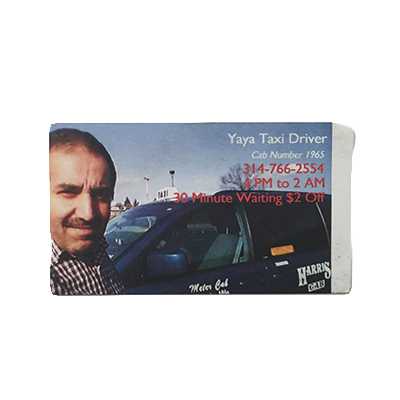 Yaya Taxi Driver
Cab Number 1965
314-766-2554
4 PM to 2 AM
30 Minute Waiting $2 Off
TAXI
Meter Cab
HARRIS
CAB